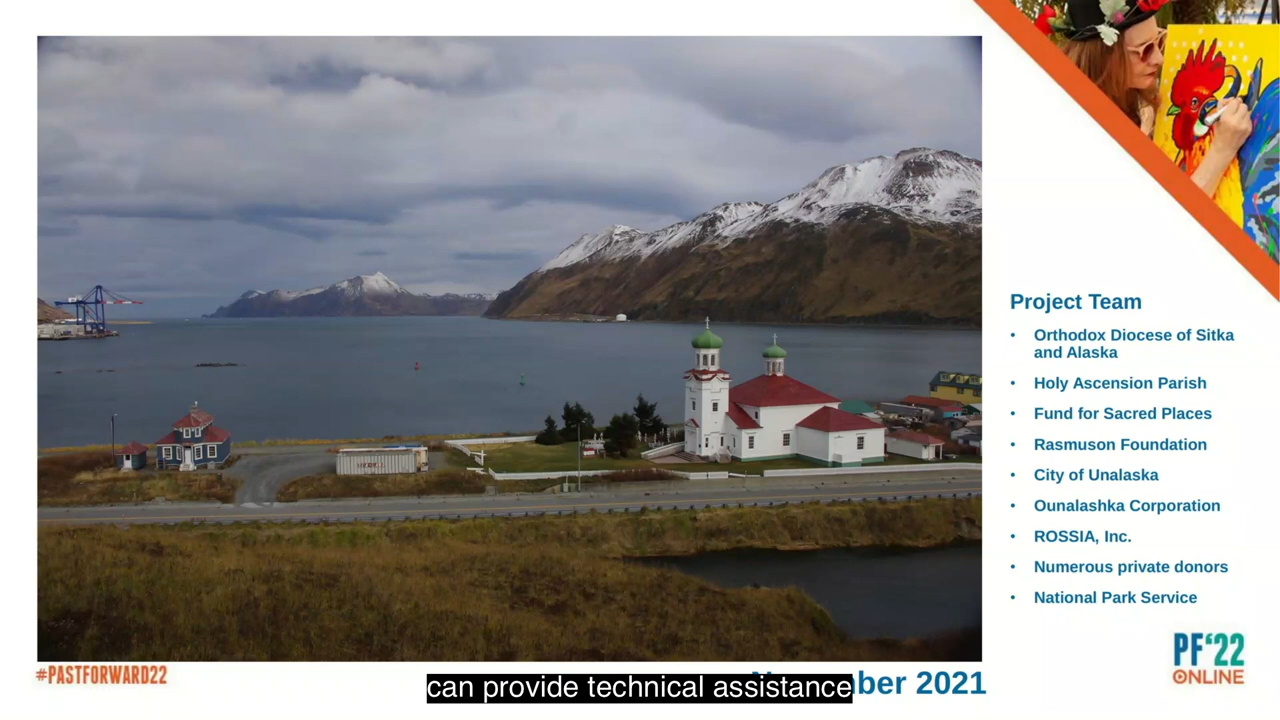 Project Team
• Orthodox Diocese of Sitka
and Alaska
• Holy Ascension Parish
• Fund for Sacred Places
• Rasmuson Foundation
• City of Unalaska
• Ounalashka Corporation
• ROSSIA, Inc.
• Numerous private donors
• National Park Service
PF‘22
ONLINE
#PASTFORWARD22
can provide technical assistance
2021